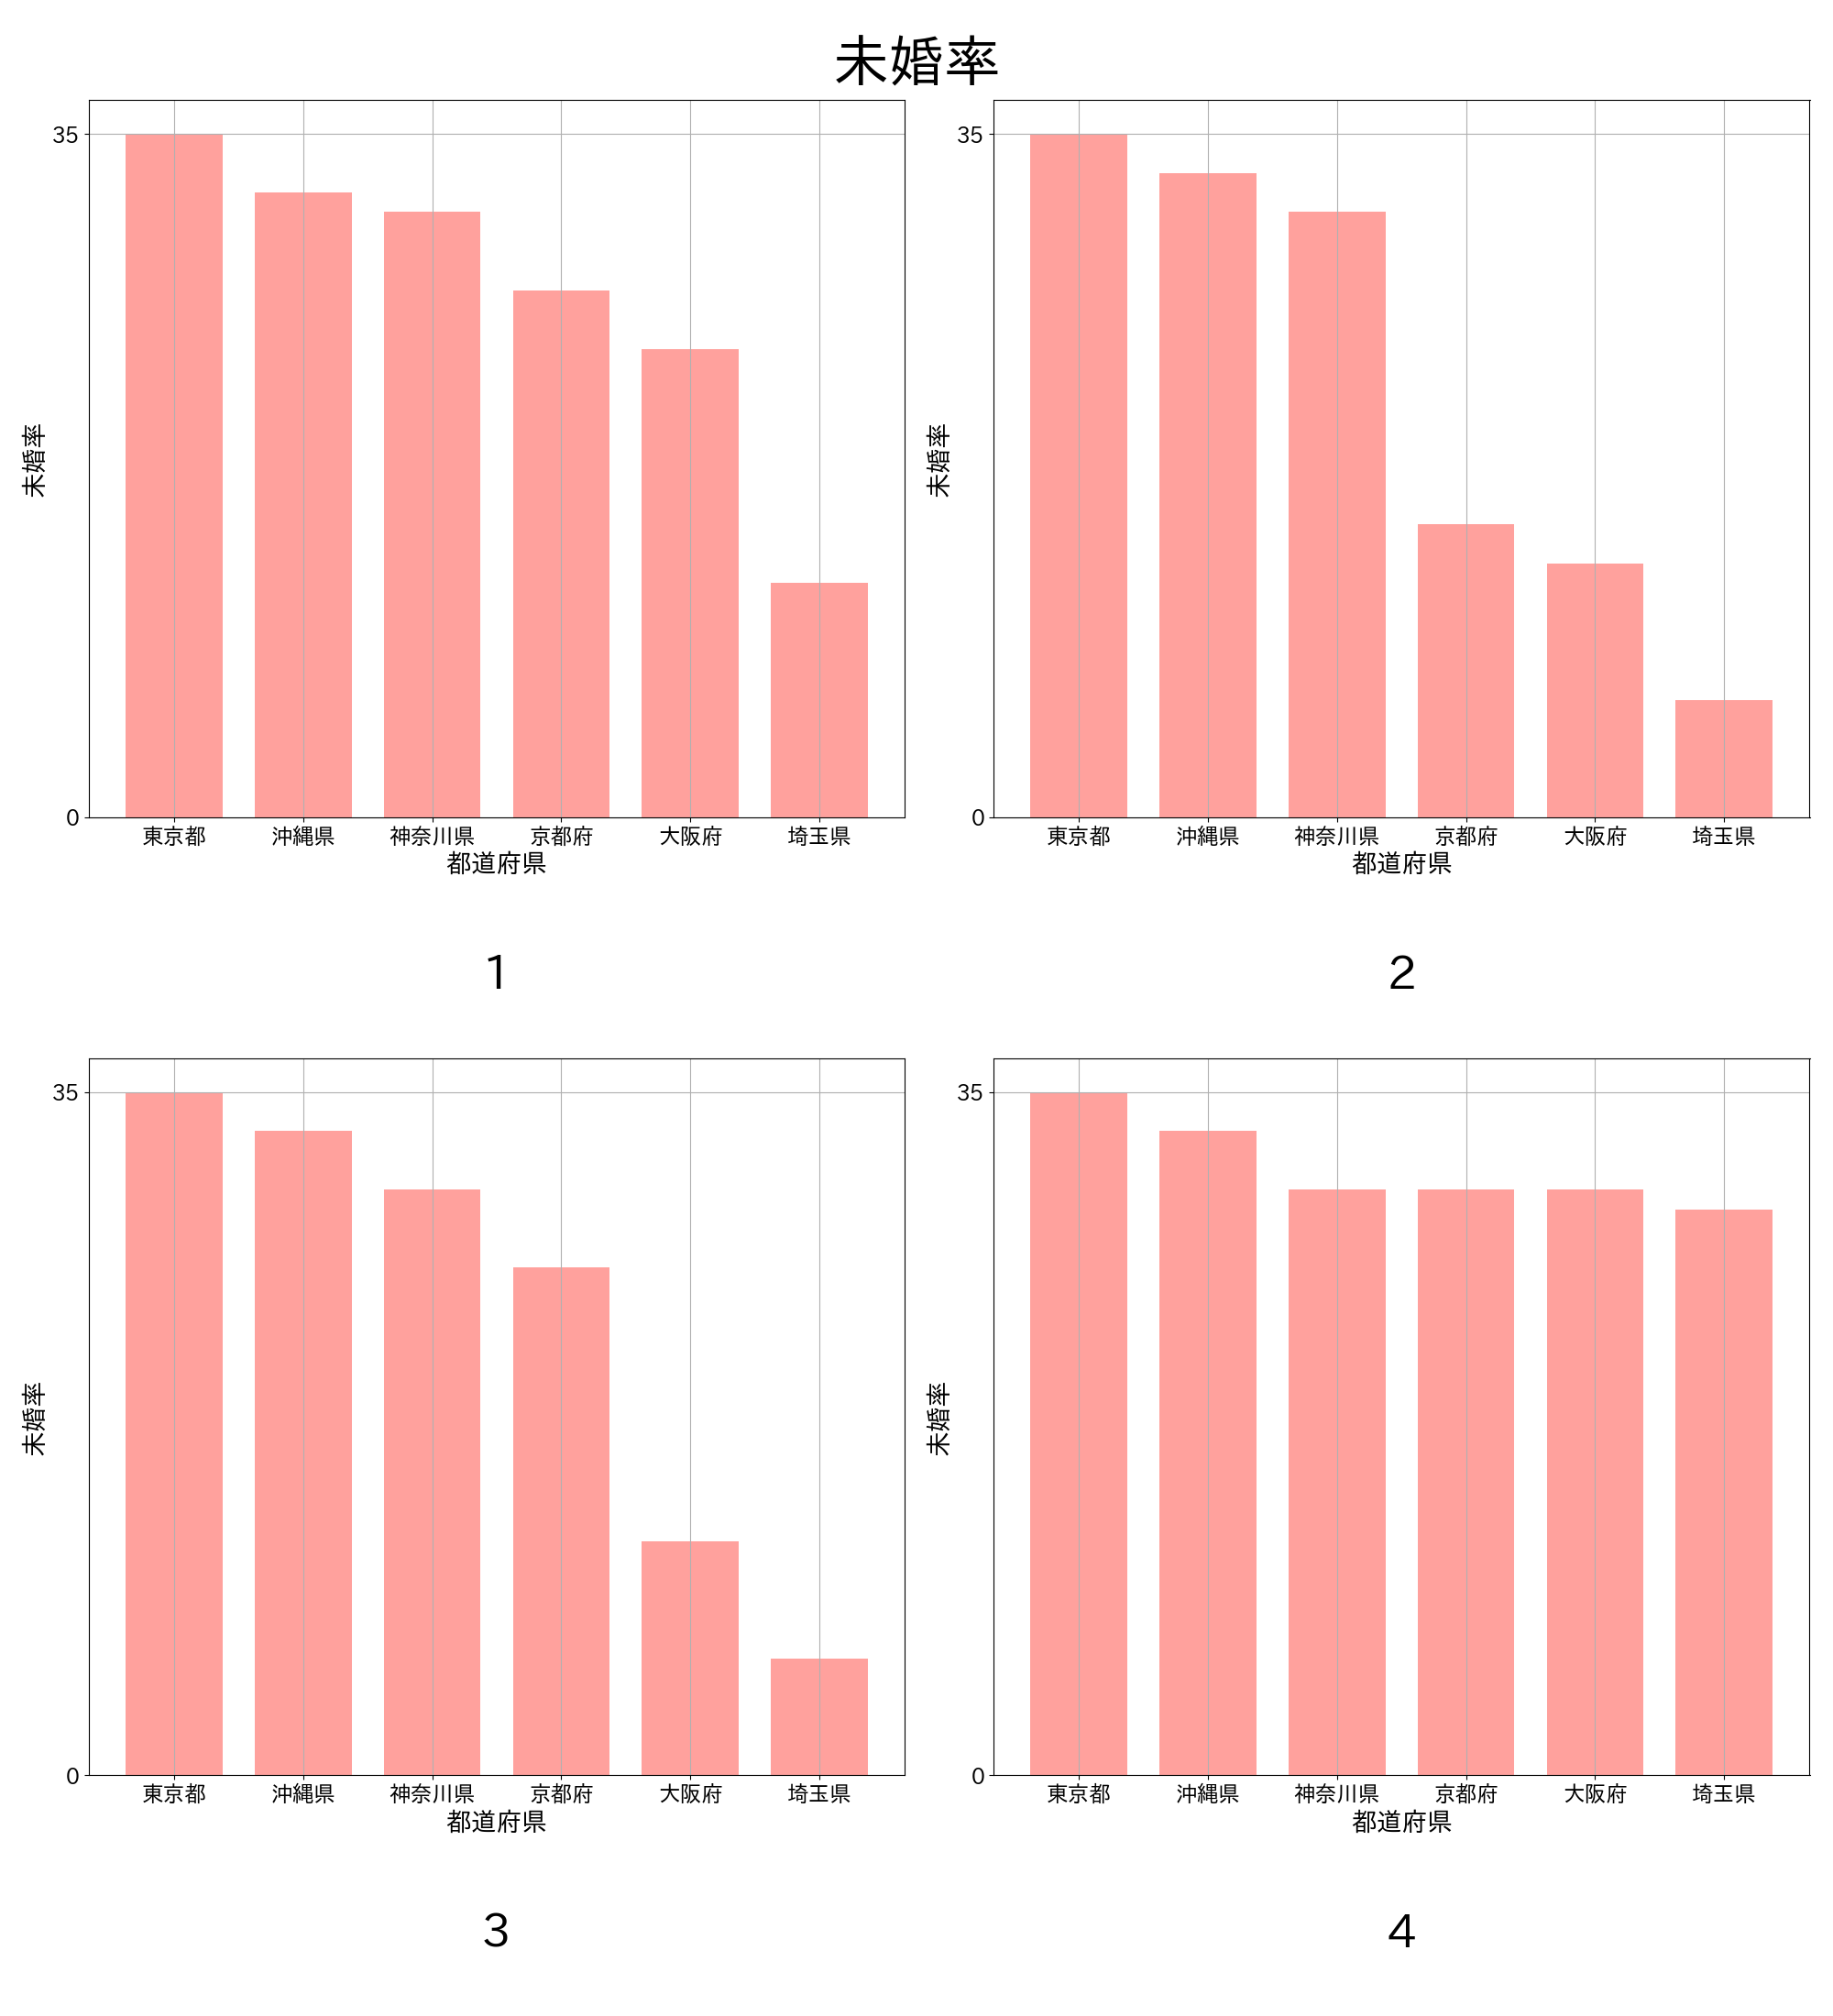 未婚率
35
0
未婚率
東京都 沖縄県 神奈川県 京都府 大阪府 埼玉県
都道府県
1
35
0
未婚率
東京都 沖縄県 神奈川県 京都府 大阪府 埼玉県
都道府県
2
35
0
未婚率
東京都 沖縄県 神奈川県 京都府 大阪府 埼玉県
都道府県
3
35
0
未婚率
東京都 沖縄県 神奈川県 京都府 大阪府 埼玉県
都道府県
4